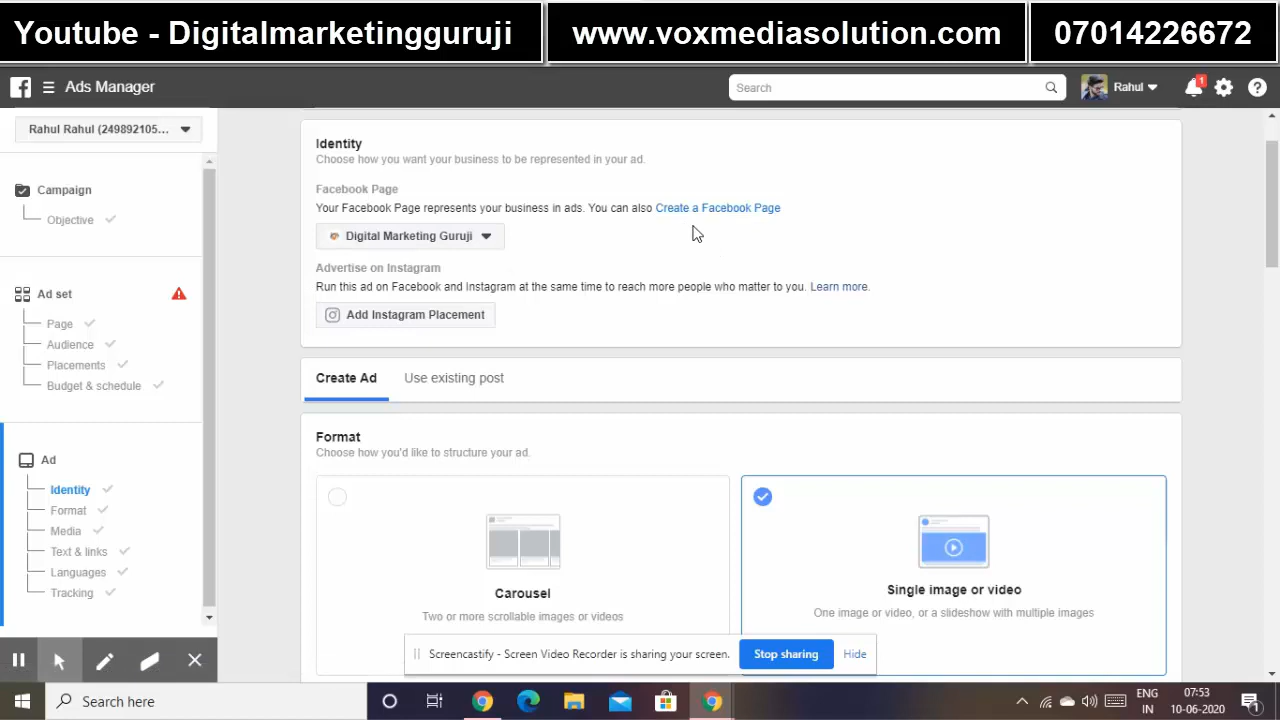 Youtube - Digitalmarketingguruji
www.voxmediasolution.com
07014226672
Ads Manager
Search
Rahul
1
Rahul Rahul (249892105...
Campaign
Objective
Ad set
Page
Audience
Placements
Budget & schedule
Ad
Identity
Format
Media
Text & links
Languages
Tracking
Identity
Choose how you want your business to be represented in your ad.
Facebook Page
Your Facebook Page represents your business in ads. You can also Create a Facebook Page
Digital Marketing Guruji
Advertise on Instagram
Run this ad on Facebook and Instagram at the same time to reach more people who matter to you. Learn more.
Add Instagram Placement
Create Ad
Use existing post
Format
Choose how you'd like to structure your ad.
Carousel
Two or more scrollable images or videos
Single image or video
One image or video, or a slideshow with multiple images
Screencastify - Screen Video Recorder is sharing your screen.
Stop sharing
Hide
Search here
ENG
IN
07:53
10-06-2020
1